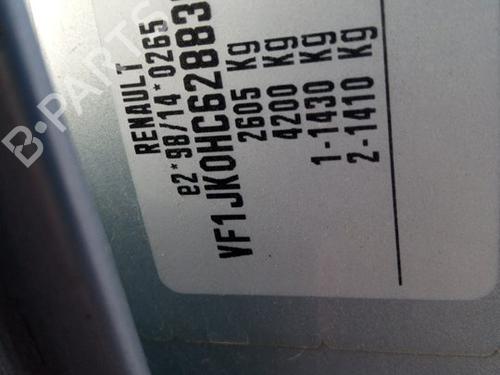 RENAULT
e2*98/14*0265
VF1JK0HC62883
2605 Kg
4200 Kg
1-1430 Kg
2-1410 Kg
B-PARTS